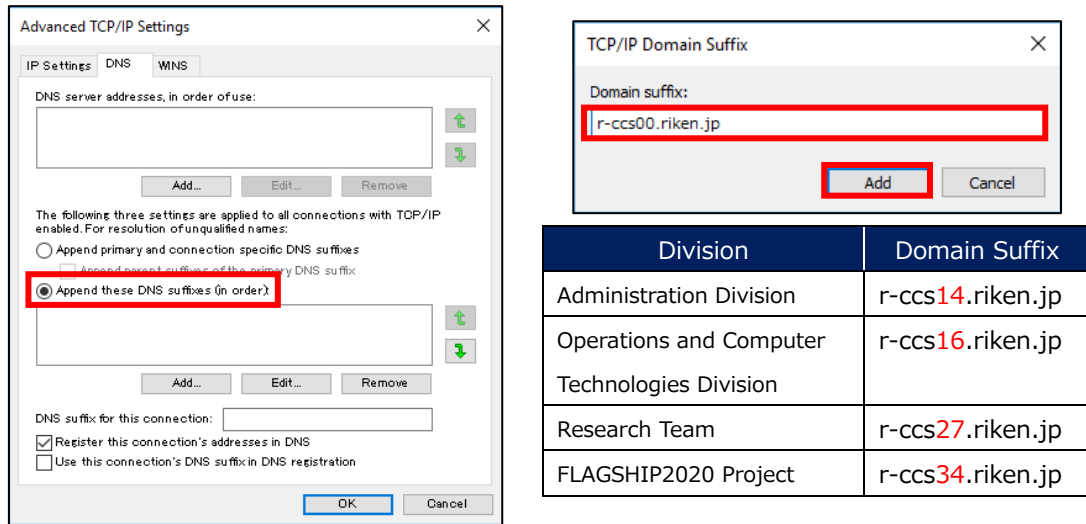 Advanced TCP/IP Settings
IP Settings DNS WINS
DNS server addresses, in order of use:
Add... Edit... Remove
The following three settings are applied to all connections with TCP/IP
enabled. For resolution of unqualified names:
Append primary and connection specific DNS suffixes
Append parent suffixes of the primary DNS suffix
Append these DNS suffixes (in order):
Add... Edit... Remove
DNS suffix for this connection:
Register this connection's addresses in DNS
Use this connection's DNS suffix in DNS registration
OK Cancel
TCP/IP Domain Suffix
Domain suffix:
r-ccs00.riken.jp
Add Cancel
Division Domain Suffix
Administration Division r-ccs14.riken.jp
Operations and Computer r-ccs16.riken.jp
Technologies Division
Research Team r-ccs27.riken.jp
FLAGSHIP2020 Project r-ccs34.riken.jp